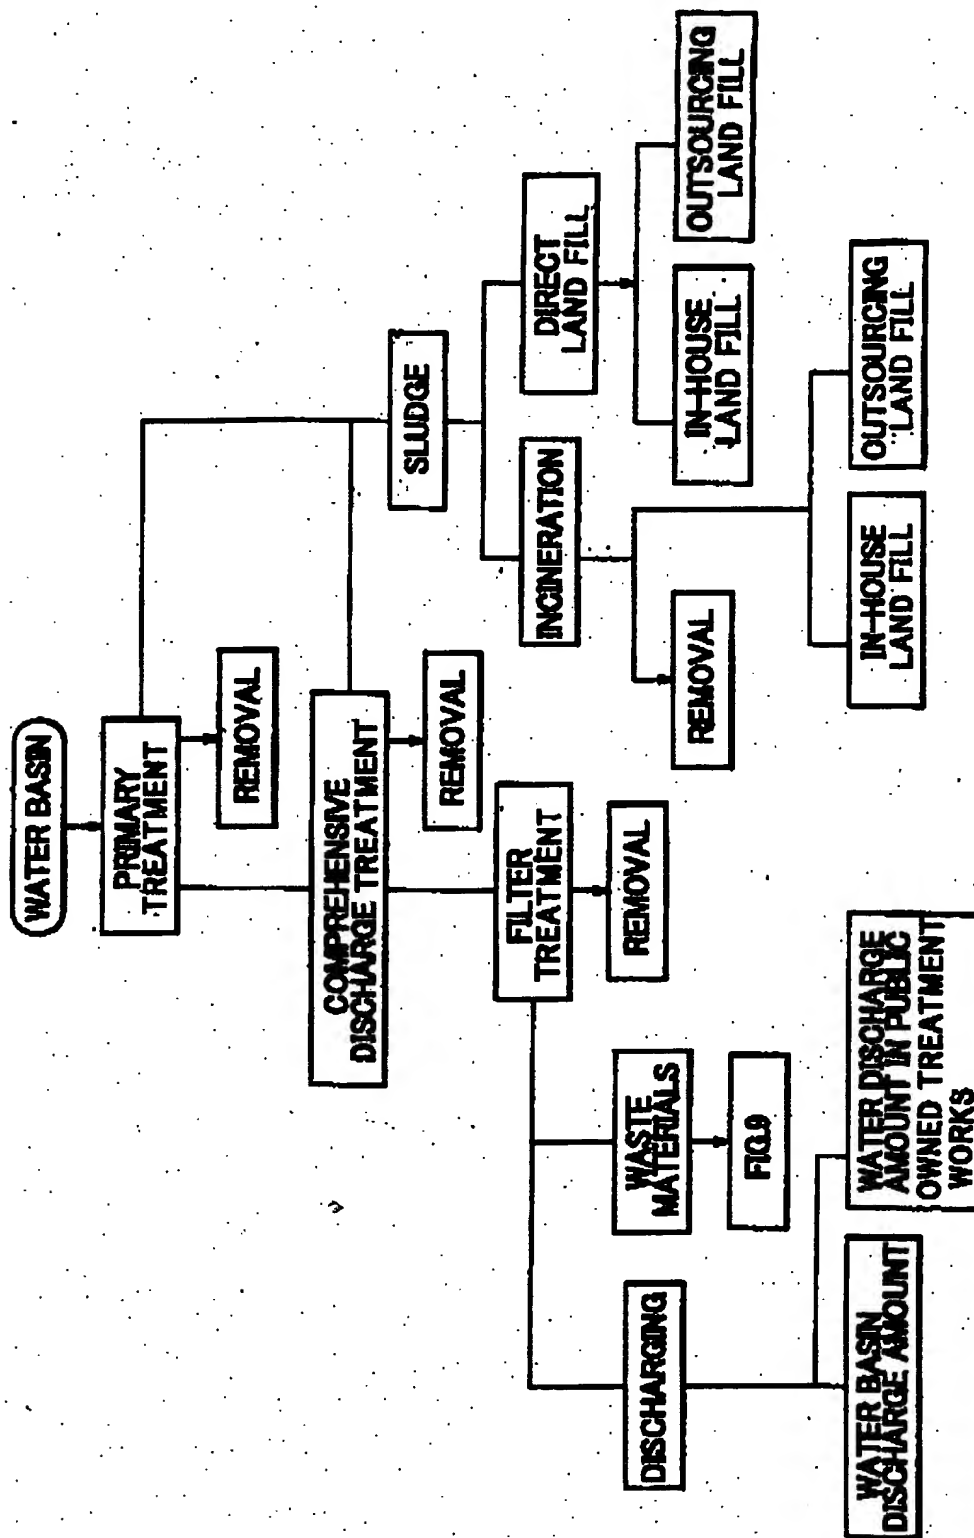 WATER BASIN
PRIMARY
TREATMENT
REMOVAL
COMPREHENSIVE
DISCHARGE TREATMENT
REMOVAL
SLUDGE
FILTER
TREATMENT
REMOVAL
INCINERATION
DIRECT
LAND FILL
DISCHARGING
WASTE
MATERIALS
FIG.9
REMOVAL
IN-HOUSE
LAND FILL
OUTSOURCING
LAND FILL
WATER BASIN
DISCHARGE AMOUNT
WATER DISCHARGE
AMOUNT IN PUBLIC
OWNED TREATMENT
WORKS
IN-HOUSE
LAND FILL
OUTSOURCING
LAND FILL